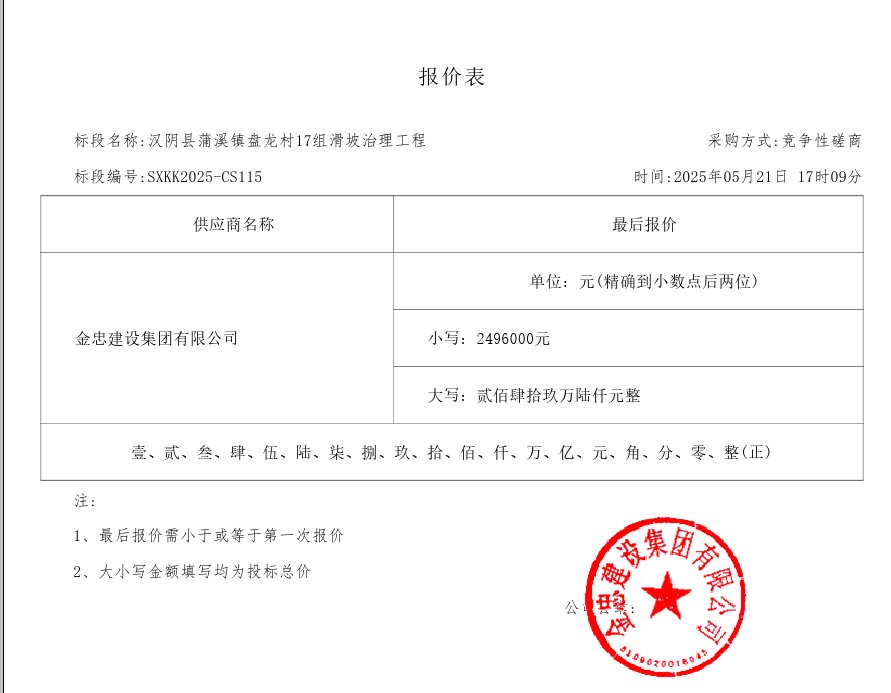 报价表
标段名称:汉阴县蒲溪镇盘龙村17组滑坡治理工程 采购方式:竞争性磋商
标段编号:SXKK2025-CS115 时间:2025年05月21日 17时09分
供应商名称 最后报价
单位：元(精确到小数点后两位)
金忠建设集团有限公司 小写：2496000元
大写：贰佰肆拾玖万陆仟元整
壹、贰、叁、肆、伍、陆、柒、捌、玖、拾、佰、仟、万、亿、元、角、分、零、整(正)
注:
1、最后报价需小于或等于第一次报价
2、大小写金额填写均为投标总价
公司公章:
金忠建设集团有限公司